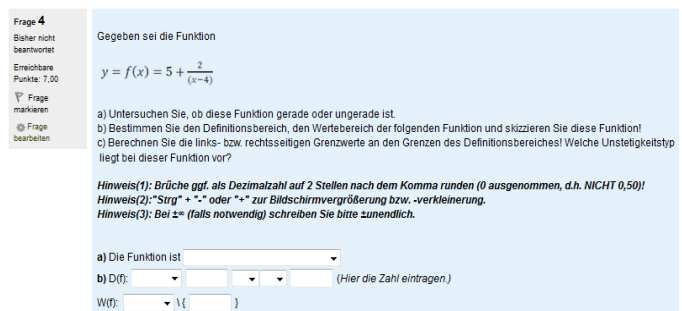 Frage 4
Bisher nicht
beantwortet
Erreichbare
Punkte: 7,00
Frage
markieren
Frage
bearbeiten
Gegeben sei die Funktion
y = f(x) = 5 + 2/(x−4)
a) Untersuchen Sie, ob diese Funktion gerade oder ungerade ist.
b) Bestimmen Sie den Definitionsbereich, den Wertebereich der folgenden Funktion und skizzieren Sie diese Funktion!
c) Berechnen Sie die links- bzw. rechtsseitigen Grenzwerte an den Grenzen des Definitionsbereiches! Welche Unstetigkeitstyp
liegt bei dieser Funktion vor?
Hinweis(1): Brüche ggf. als Dezimalzahl auf 2 Stellen nach dem Komma runden (0 ausgenommen, d.h. NICHT 0,50)!
Hinweis(2):"Strg" + "-" oder "+" zur Bildschirmvergrößerung bzw. -verkleinerung.
Hinweis(3): Bei ±∞ (falls notwendig) schreiben Sie bitte ±unendlich.
a) Die Funktion ist
b) D(f): (Hier die Zahl eintragen.)
W(f): \{ }